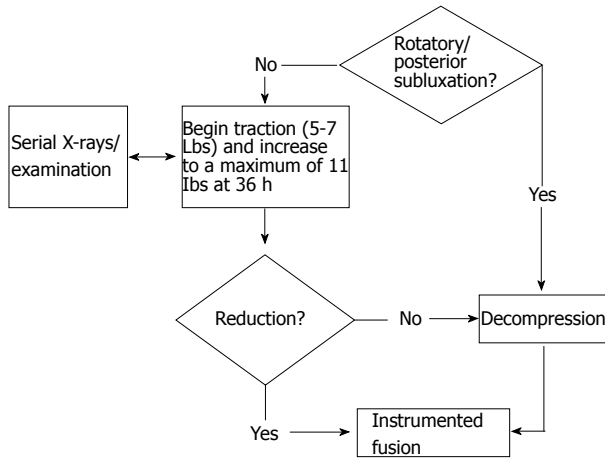 Rotatory/
posterior
subluxation?
No
Serial X-rays/
examination
Begin traction (5-7
Lbs) and increase
to a maximum of 11
Ibs at 36 h
Yes
Reduction?
No
Decompression
Yes
Instrumented
fusion